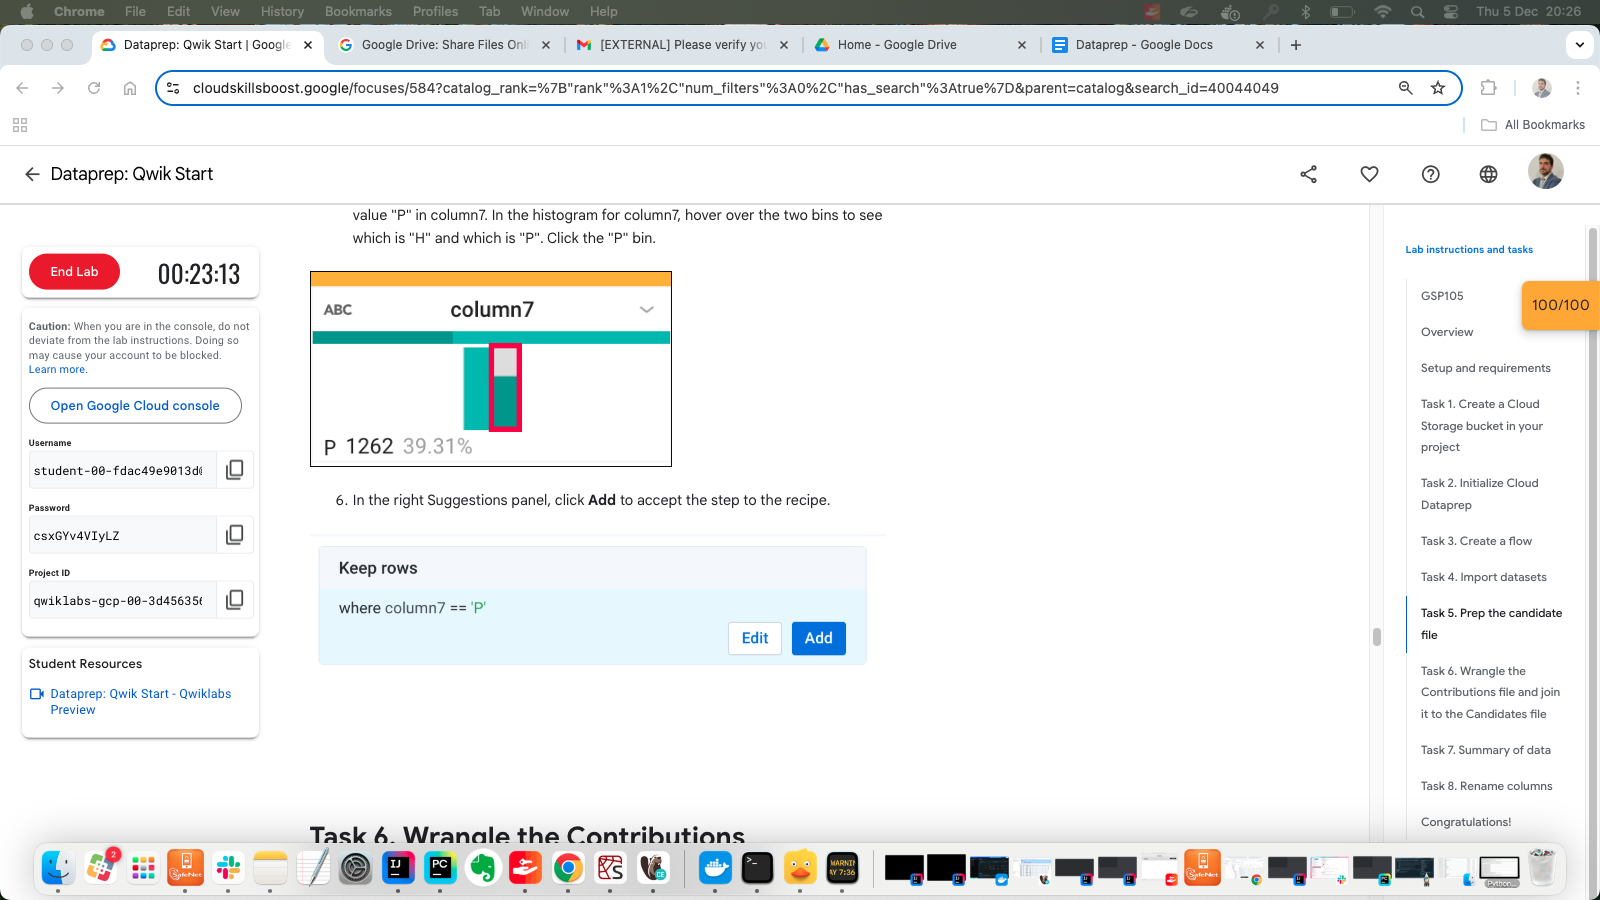 Chrome File Edit View History Bookmarks Profiles Tab Window Help
Thu 5 Dec 20:26
Dataprep: Qwik Start | Google
Google Drive: Share Files Onli
[EXTERNAL] Please verify you
Home - Google Drive
Dataprep - Google Docs
cloudskillsboost.google/focuses/584?catalog_rank=%7B"rank"%3A1%2C"num_filters"%3A0%2C"has_search"%3Atrue%7D&parent=catalog&search_id=40044049
All Bookmarks
Dataprep: Qwik Start
value "P" in column7. In the histogram for column7, hover over the two bins to see
which is "H" and which is "P". Click the "P" bin.
End Lab
00:23:13
Caution: When you are in the console, do not
deviate from the lab instructions. Doing so
may cause your account to be blocked.
Learn more.
Open Google Cloud console
Username
student-00-fdac49e9013d
Password
csxGYv4VIyLZ
Project ID
qwiklabs-gcp-00-3d456356
Student Resources
Dataprep: Qwik Start - Qwiklabs
Preview
ABC
column7
P 1262 39.31%
6. In the right Suggestions panel, click Add to accept the step to the recipe.
Keep rows
where column7 == 'P'
Edit
Add
Task 6. Wrangle the Contributions
Lab instructions and tasks
GSP105
100/100
Overview
Setup and requirements
Task 1. Create a Cloud
Storage bucket in your
project
Task 2. Initialize Cloud
Dataprep
Task 3. Create a flow
Task 4. Import datasets
Task 5. Prep the candidate
file
Task 6. Wrangle the
Contributions file and join
it to the Candidates file
Task 7. Summary of data
Task 8. Rename columns
Congratulations!
2
IJ
PC
CE
WARNIN
AY 7:36
SafeNet